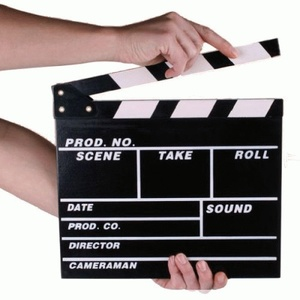 PROD. NO.
SCENE TAKE ROLL
DATE
SOUND
PROD. CO.
DIRECTOR
CAMERAMAN